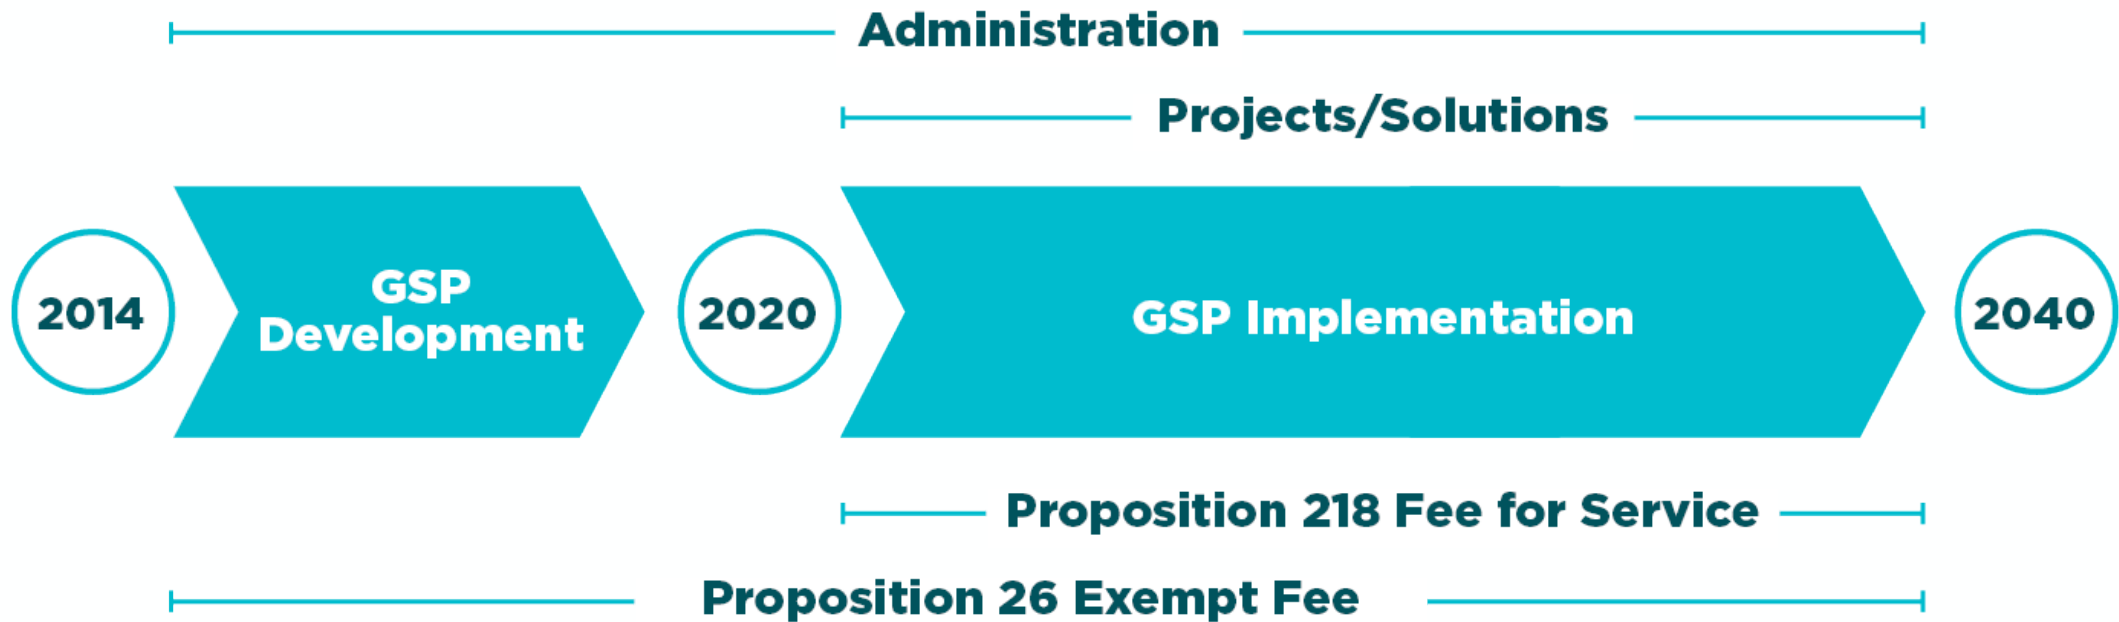 Administration
Projects/Solutions
2014
GSP
Development
2020
GSP Implementation
2040
Proposition 218 Fee for Service
Proposition 26 Exempt Fee